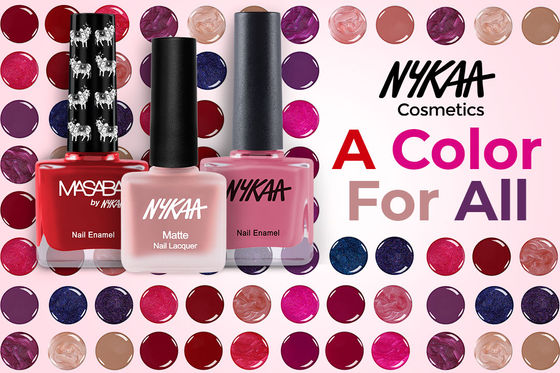 MASABA
by NYKAA
Nail Enamel
NYKAA
Matte
Nail Lacquer
NYKAA
Nail Enamel
NYKAA
Cosmetics
A Color
For All